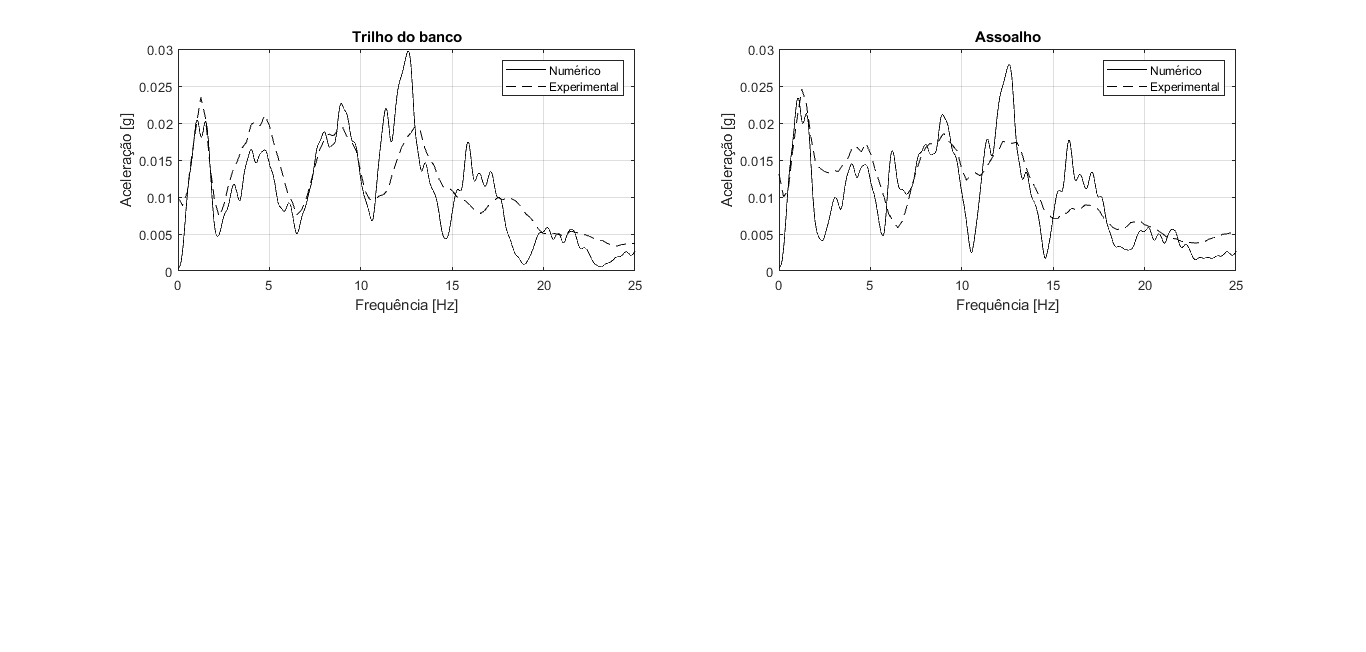 Trilho do banco
0.03
0.025
0.02
0.015
0.01
0.005
0
Aceleração [g]
Numérico
Experimental
0 5 10 15 20 25
Frequência [Hz]
Assoalho
0.03
0.025
0.02
0.015
0.01
0.005
0
Aceleração [g]
Numérico
Experimental
0 5 10 15 20 25
Frequência [Hz]